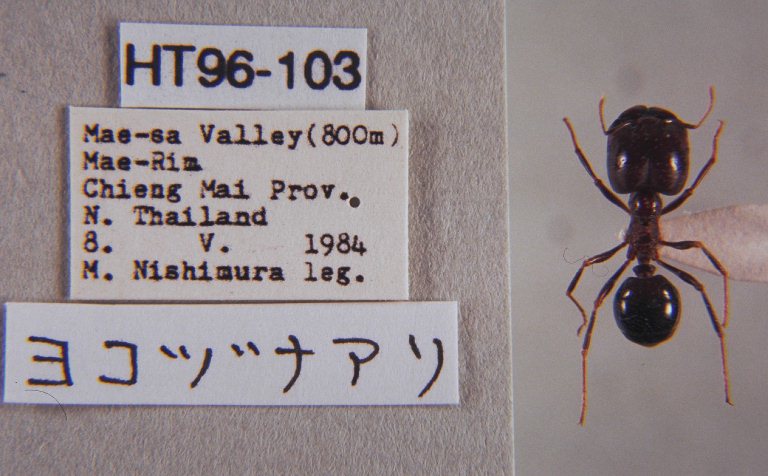 HT96-103
Mae-sa Valley(800m)
Mae-Rim
Chieng Mai Prov.
N. Thailand
8. V. 1984
M. Nishimura leg.
ヨコヅナアリ